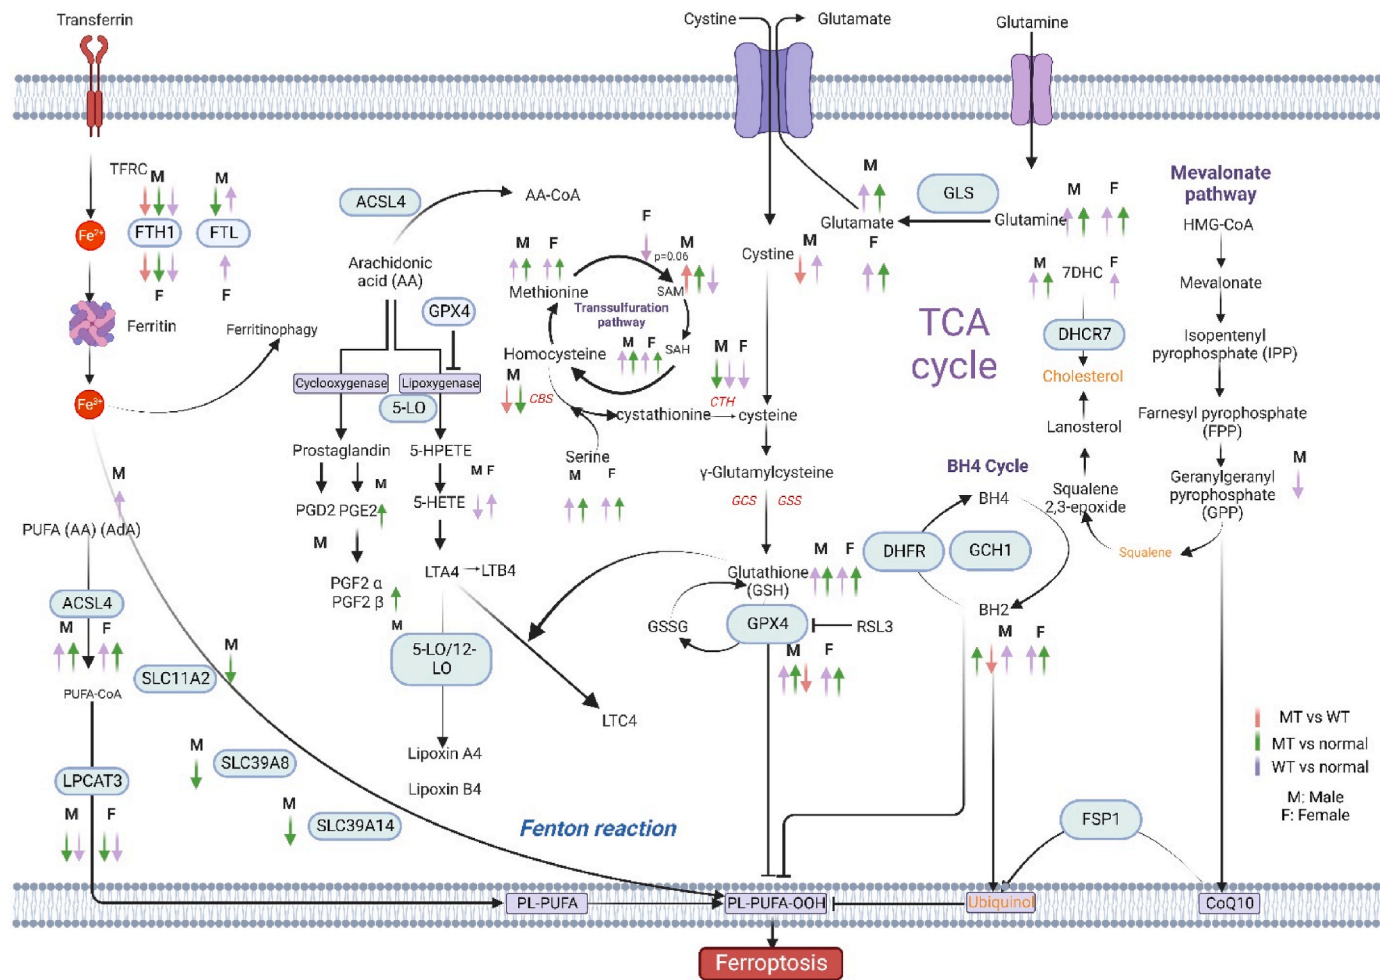 Transferrin
Cystine
Glutamate
Glutamine
TFRC
M
M
Fe2+
FTH1
FTL
F
F
Ferritin
Ferritinophagy
Fe3+
ACSL4
AA-CoA
Arachidonic
acid (AA)
GPX4
Cyclooxygenase
Lipoxygenase
5-LO
Prostaglandin
5-HPETE
M
M F
PGD2 PGE2
5-HETE
M
PGF2 α
PGF2 β
LTA4
LTB4
M
5-LO/12-
LO
LTC4
Lipoxin A4
Lipoxin B4
M F
Methionine
F
p=0.06
M
SAM
Transsulfuration
pathway
Homocysteine
M F
SAH
M
CBS
M F
CTH
cystathionine
cysteine
Serine
M F
Cystine
M
M
Glutamate
F
GLS
Glutamine
M
F
TCA
cycle
γ-Glutamylcysteine
GCS
GSS
Glutathione
(GSH)
M F
GSSG
GPX4
RSL3
M F
M
7DHC
F
DHCR7
Cholesterol
Lanosterol
Squalene
2,3-epoxide
Squalene
Mevalonate
pathway
HMG-CoA
Mevalonate
Isopentenyl
pyrophosphate (IPP)
Farnesyl pyrophosphate
(FPP)
Geranylgeranyl
pyrophosphate
(GPP)
M
BH4 Cycle
BH4
DHFR
GCH1
BH2
M F
M
PUFA (AA) (AdA)
ACSL4
M F
PUFA-CoA
LPCAT3
M F
SLC11A2
M
M
SLC39A8
M
SLC39A14
Fenton reaction
FSP1
MT vs WT
MT vs normal
WT vs normal
M: Male
F: Female
PL-PUFA
PL-PUFA-OOH
Ubiquinol
CoQ10
Ferroptosis